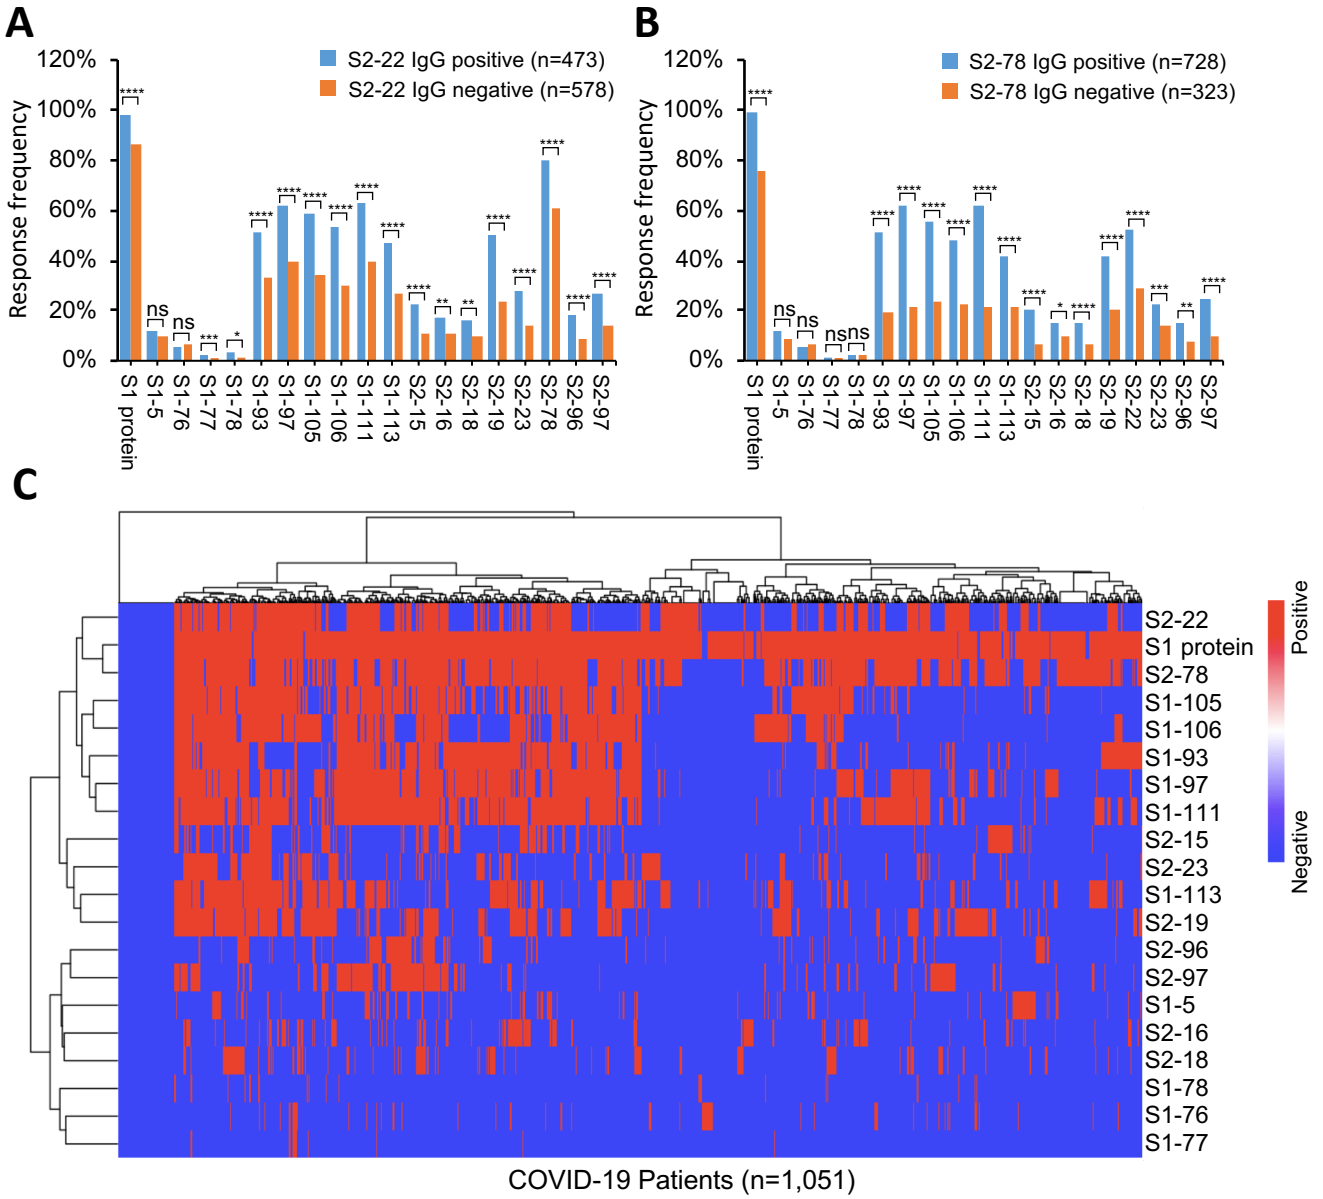 A
B
120%
100%
80%
60%
40%
20%
0%
Response frequency
S2-22 IgG positive (n=473)
S2-22 IgG negative (n=578)
****
ns
ns
***
*
****
****
****
****
****
****
****
**
**
****
****
****
****
****
S1 protein
S1-5
S1-76
S1-77
S1-78
S1-93
S1-97
S1-105
S1-106
S1-111
S1-113
S2-15
S2-16
S2-18
S2-19
S2-23
S2-78
S2-96
S2-97
120%
100%
80%
60%
40%
20%
0%
Response frequency
S2-78 IgG positive (n=728)
S2-78 IgG negative (n=323)
****
ns
ns
ns
ns
****
****
****
****
****
****
****
*
****
****
****
***
**
****
S1 protein
S1-5
S1-76
S1-77
S1-78
S1-93
S1-97
S1-105
S1-106
S1-111
S1-113
S2-15
S2-16
S2-18
S2-19
S2-22
S2-23
S2-96
S2-97
C
S2-22
S1 protein
S2-78
S1-105
S1-106
S1-93
S1-97
S1-111
S2-15
S2-23
S1-113
S2-19
S2-96
S2-97
S1-5
S2-16
S2-18
S1-78
S1-76
S1-77
Positive
Negative
COVID-19 Patients (n=1,051)